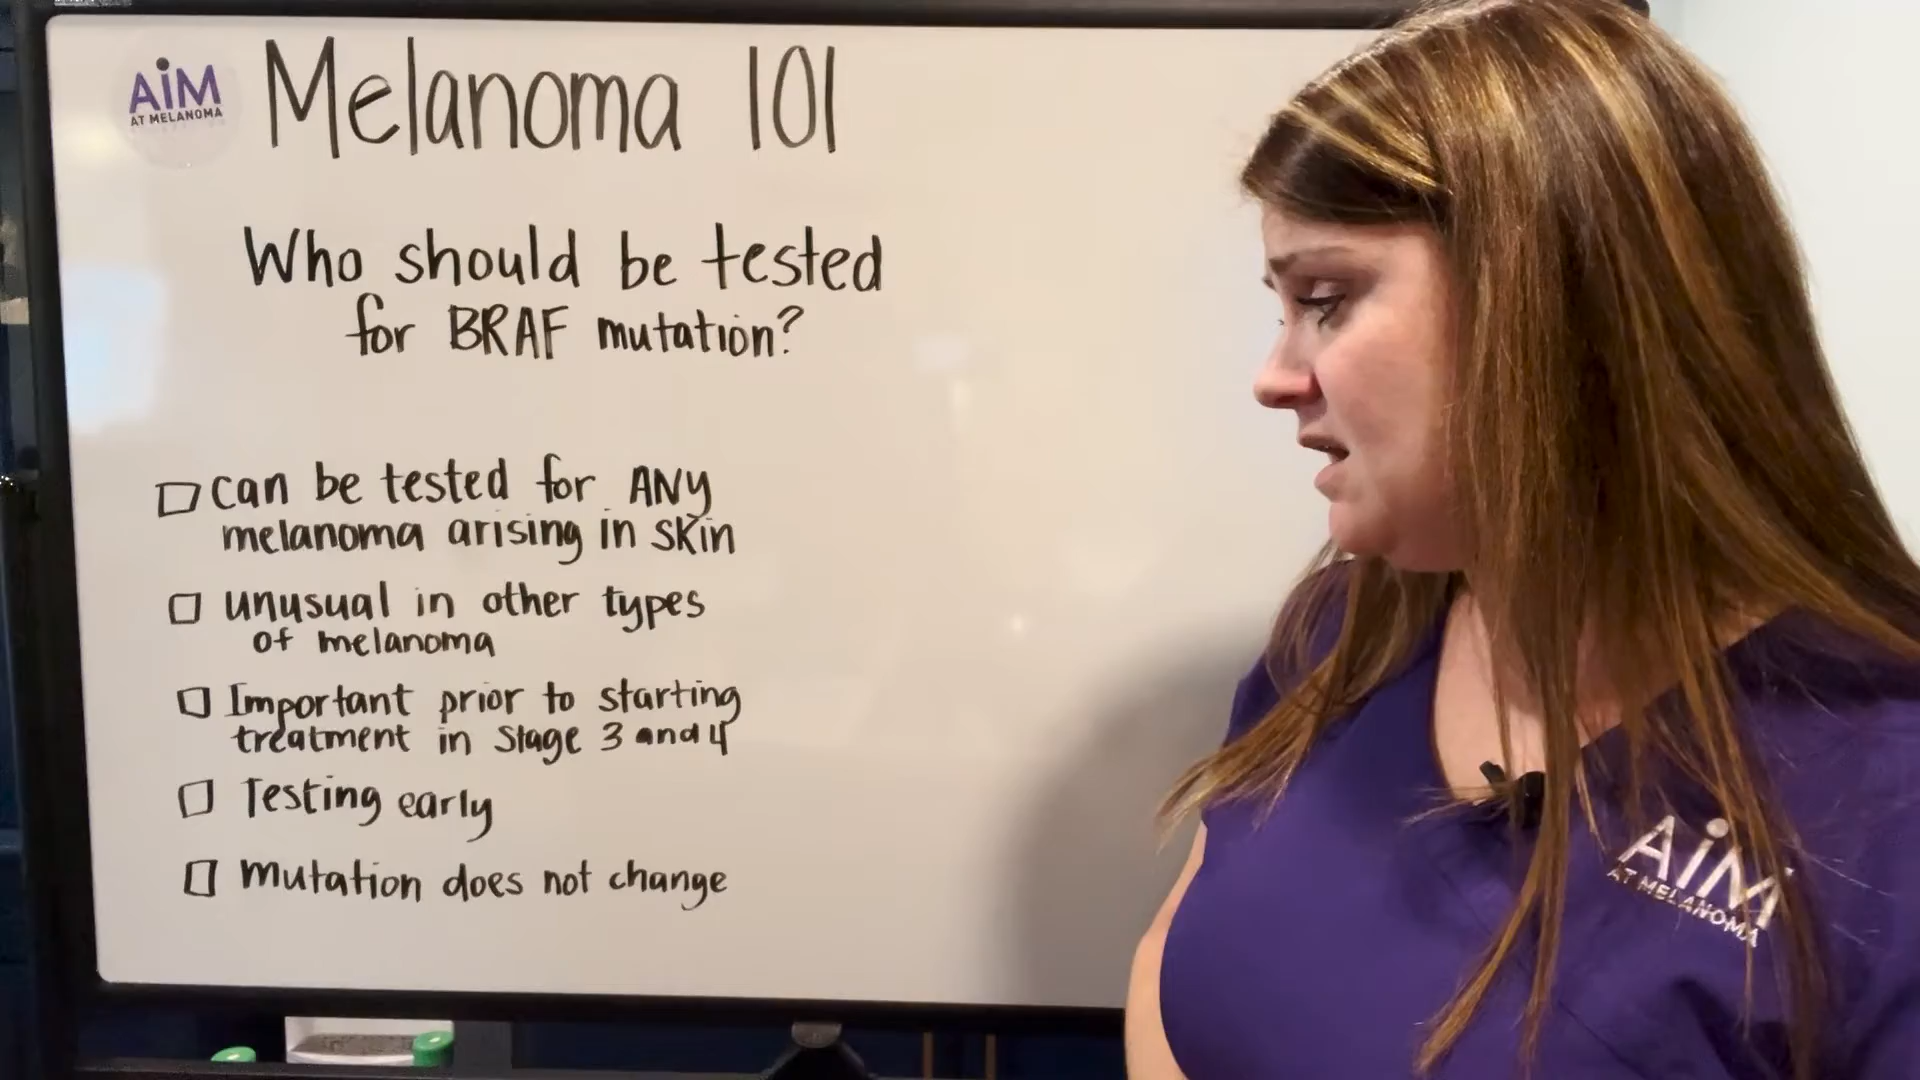 AiM
AT MELANOMA
Melanoma 101
Who should be tested
for BRAF mutation?
can be tested for ANY
melanoma arising in skin
unusual in other types
of melanoma
Important prior to starting
treatment in Stage 3 and 4
Testing early
mutation does not change
AiM
AT MELANOMA